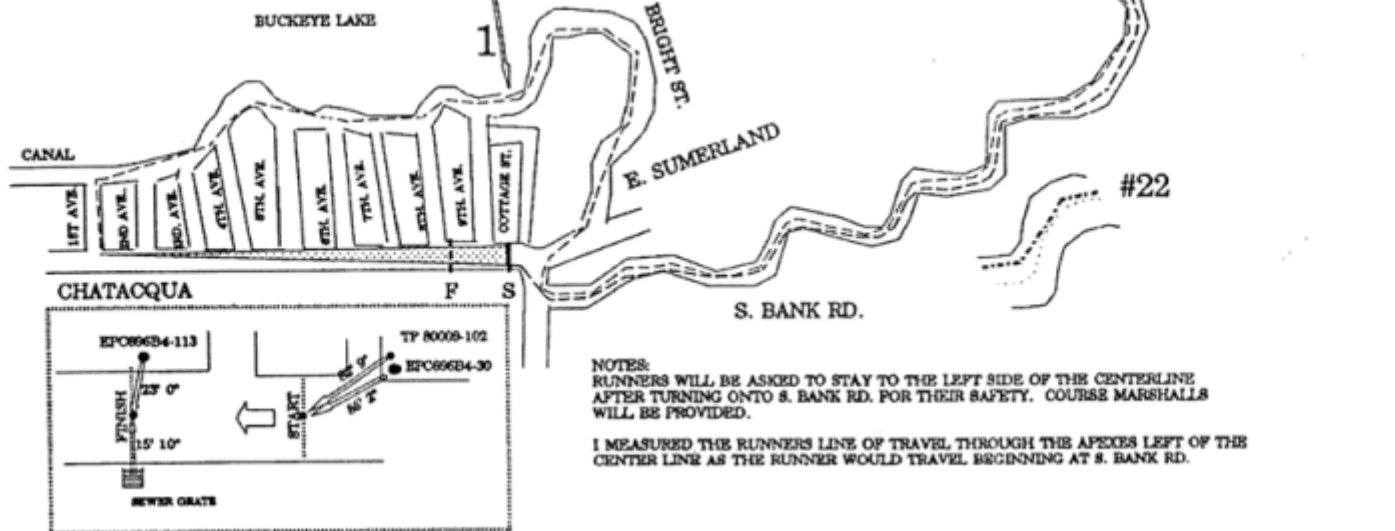 BUCKEYE LAKE
1
BRIGHT ST.
E. SUMERLAND
CANAL
1ST AVE.
2ND AVE.
3RD. AVE.
4TH. AVE.
5TH. AVE.
6TH. AVE.
7TH. AVE.
8TH. AVE.
9TH. AVE.
COTTAGE ST.
#22
CHATACQUA
F
S
S. BANK RD.
EPC696B4-113
TP 80009-102
EPC696B4-30
23' 0"
FINISH
START
15' 10"
SEWER GRATE
NOTES:
RUNNERS WILL BE ASKED TO STAY TO THE LEFT SIDE OF THE CENTERLINE
AFTER TURNING ONTO S. BANK RD. FOR THEIR SAFETY. COURSE MARSHALLS
WILL BE PROVIDED.
I MEASURED THE RUNNERS LINE OF TRAVEL THROUGH THE APEXES LEFT OF THE
CENTER LINE AS THE RUNNER WOULD TRAVEL BEGINNING AT S. BANK RD.